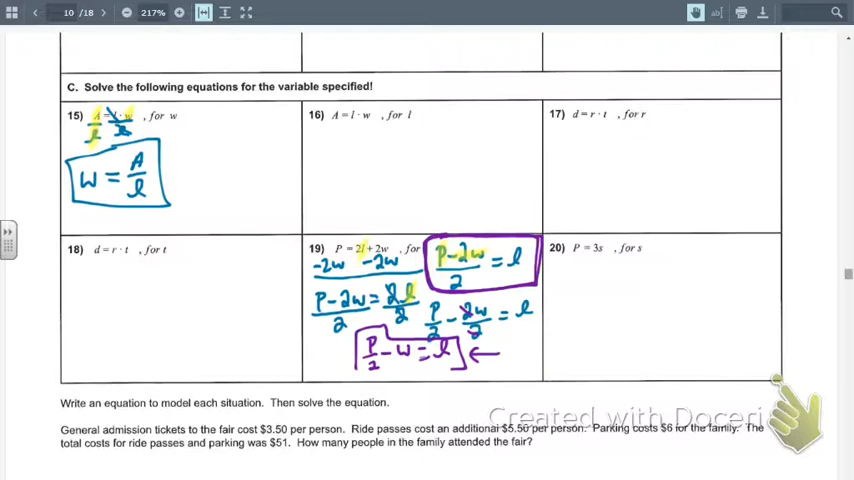 10 /18
217%
C. Solve the following equations for the variable specified!
15) A = l · w , for w
l l
w = A/l
16) A = l · w , for l
17) d = r · t , for r
18) d = r · t , for t
19) P = 2l + 2w , for
-2w -2w
P-2w/2 = 2l/2
P-2w/2 = l
P/2 - 2w/2 = l
P/2 - w = l
20) P = 3s , for s
Write an equation to model each situation. Then solve the equation.
Created with Doceri
General admission tickets to the fair cost $3.50 per person. Ride passes cost an additional $5.50 per person. Parking costs $6 for the family. The
total costs for ride passes and parking was $51. How many people in the family attended the fair?